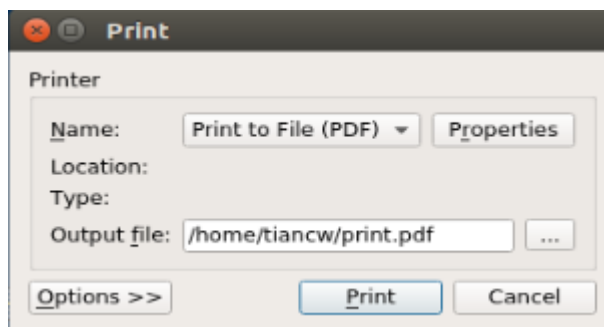 Print
Printer
Name: Print to File (PDF) Properties
Location:
Type:
Output file: /home/tiancw/print.pdf ...
Options >> Print Cancel